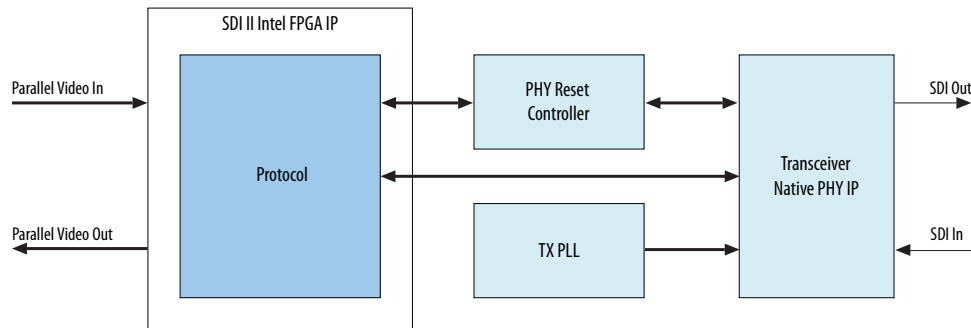 SDI II Intel FPGA IP
Parallel Video In
PHY Reset
Controller
SDI Out
Protocol
Transceiver
Native PHY IP
Parallel Video Out
TX PLL
SDI In